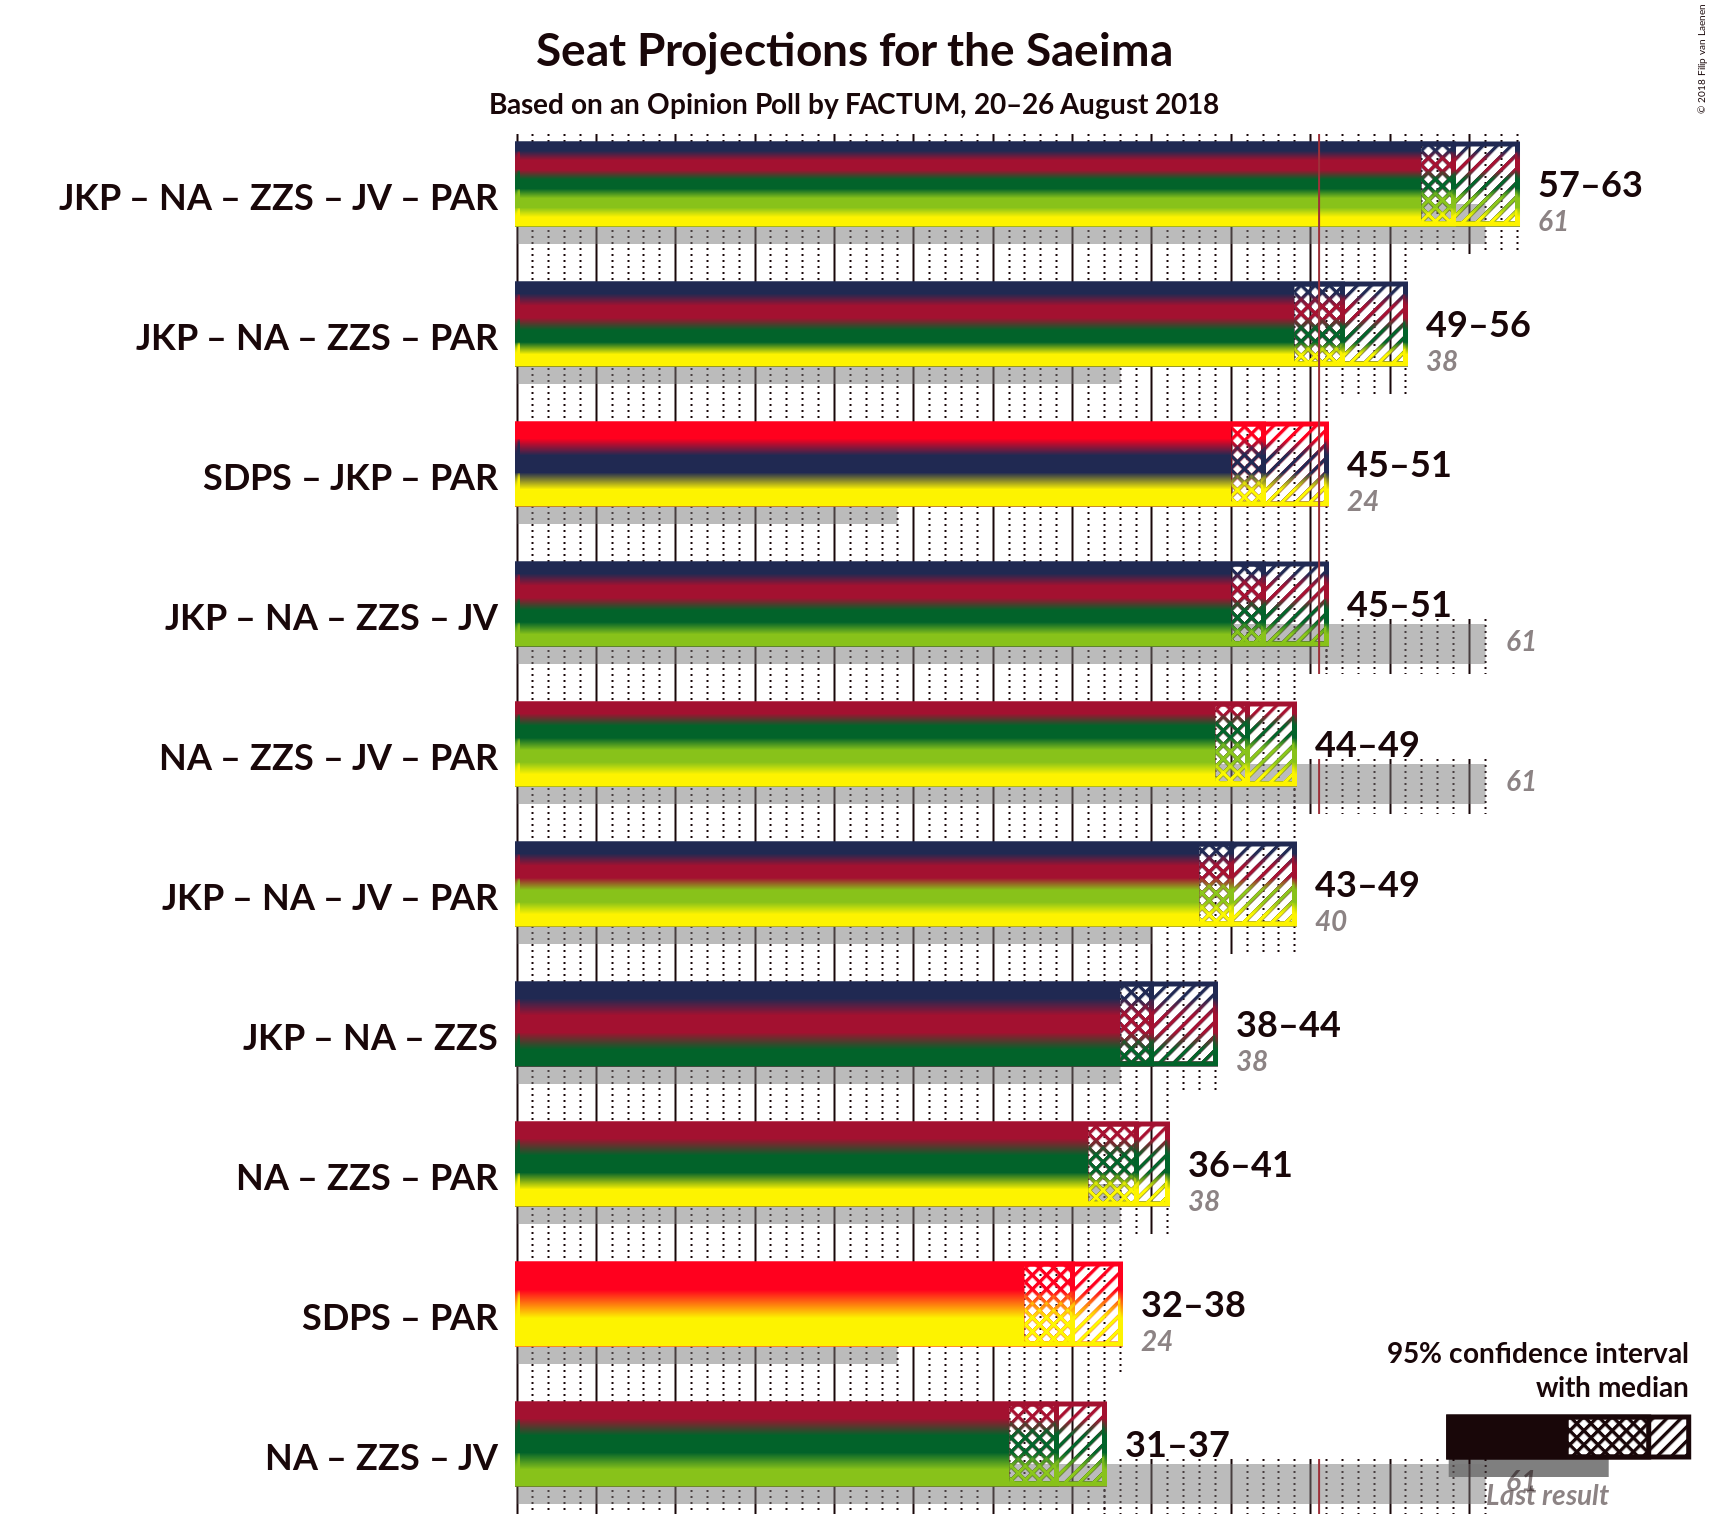 Seat Projections for the Saeima
Based on an Opinion Poll by FACTUM, 20–26 August 2018
© 2018 Filip van Laenen
JKP – NA – ZZS – JV – PAR
57–63
61
JKP – NA – ZZS – PAR
49–56
38
SDPS – JKP – PAR
45–51
24
JKP – NA – ZZS – JV
45–51
61
NA – ZZS – JV – PAR
44–49
61
JKP – NA – JV – PAR
43–49
40
JKP – NA – ZZS
38–44
38
NA – ZZS – PAR
36–41
38
SDPS – PAR
32–38
24
NA – ZZS – JV
31–37
61
95% confidence interval
with median
Last result